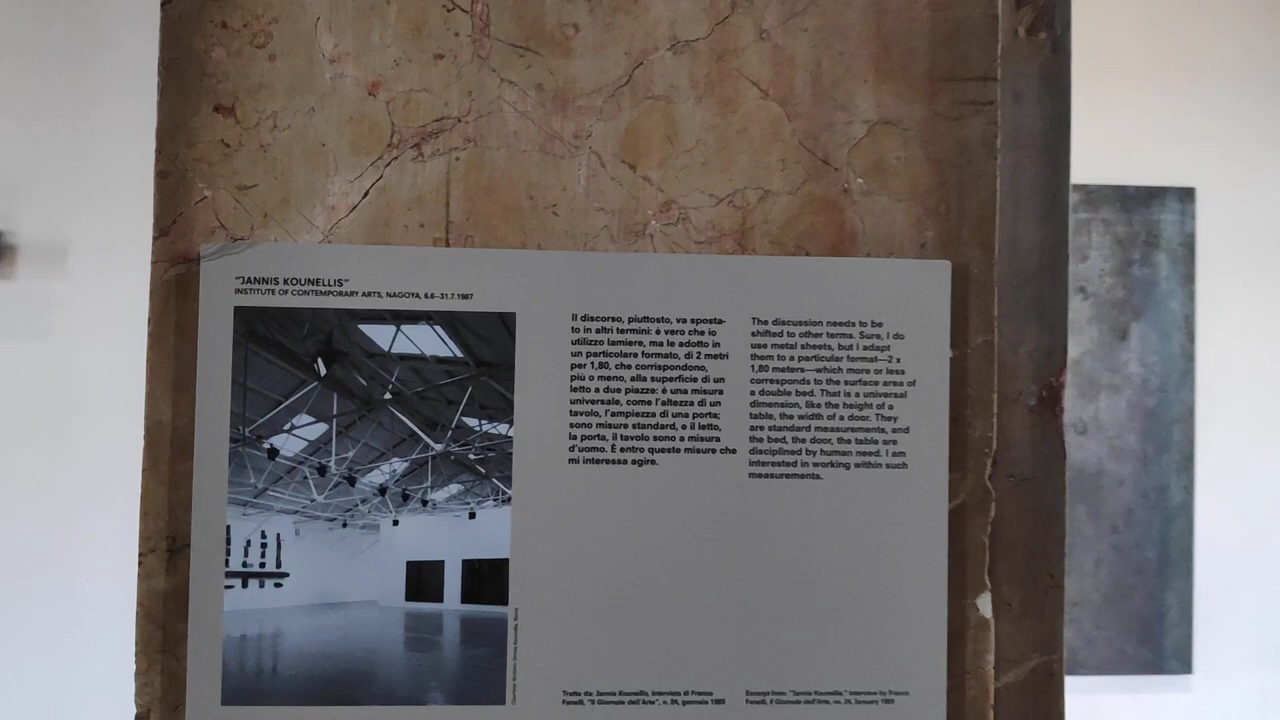 "JANNIS KOUNELLIS"
INSTITUTE OF CONTEMPORARY ARTS, NAGOYA, 6.6–31.7.1987
Il discorso, piuttosto, va sposta-
to in altri termini: è vero che io
utilizzo lamiere, ma le adotto in
un particolare formato, di 2 metri
per 1,80, che corrispondono,
più o meno, alla superficie di un
letto a due piazze: è una misura
universale, come l'altezza di un
tavolo, l'ampiezza di una porta;
sono misure standard, e il letto,
la porta, il tavolo sono a misura
d'uomo. È entro queste misure che
mi interessa agire.
The discussion needs to be
shifted to other terms. Sure, I do
use metal sheets, but I adapt
them to a particular format—2 x
1,80 meters—which more or less
corresponds to the surface area of
a double bed. That is a universal
dimension, like the height of a
table, the width of a door. They
are standard measurements, and
the bed, the door, the table are
disciplined by human need. I am
interested in working within such
measurements.
Tratto da: Jannis Kounellis, intervista di Franco
Fanelli, "Il Giornale dell'Arte", n. 24, gennaio 1989
Excerpt from: "Jannis Kounellis," interview by Franco
Fanelli, Il Giornale dell'Arte, no. 24, January 1989